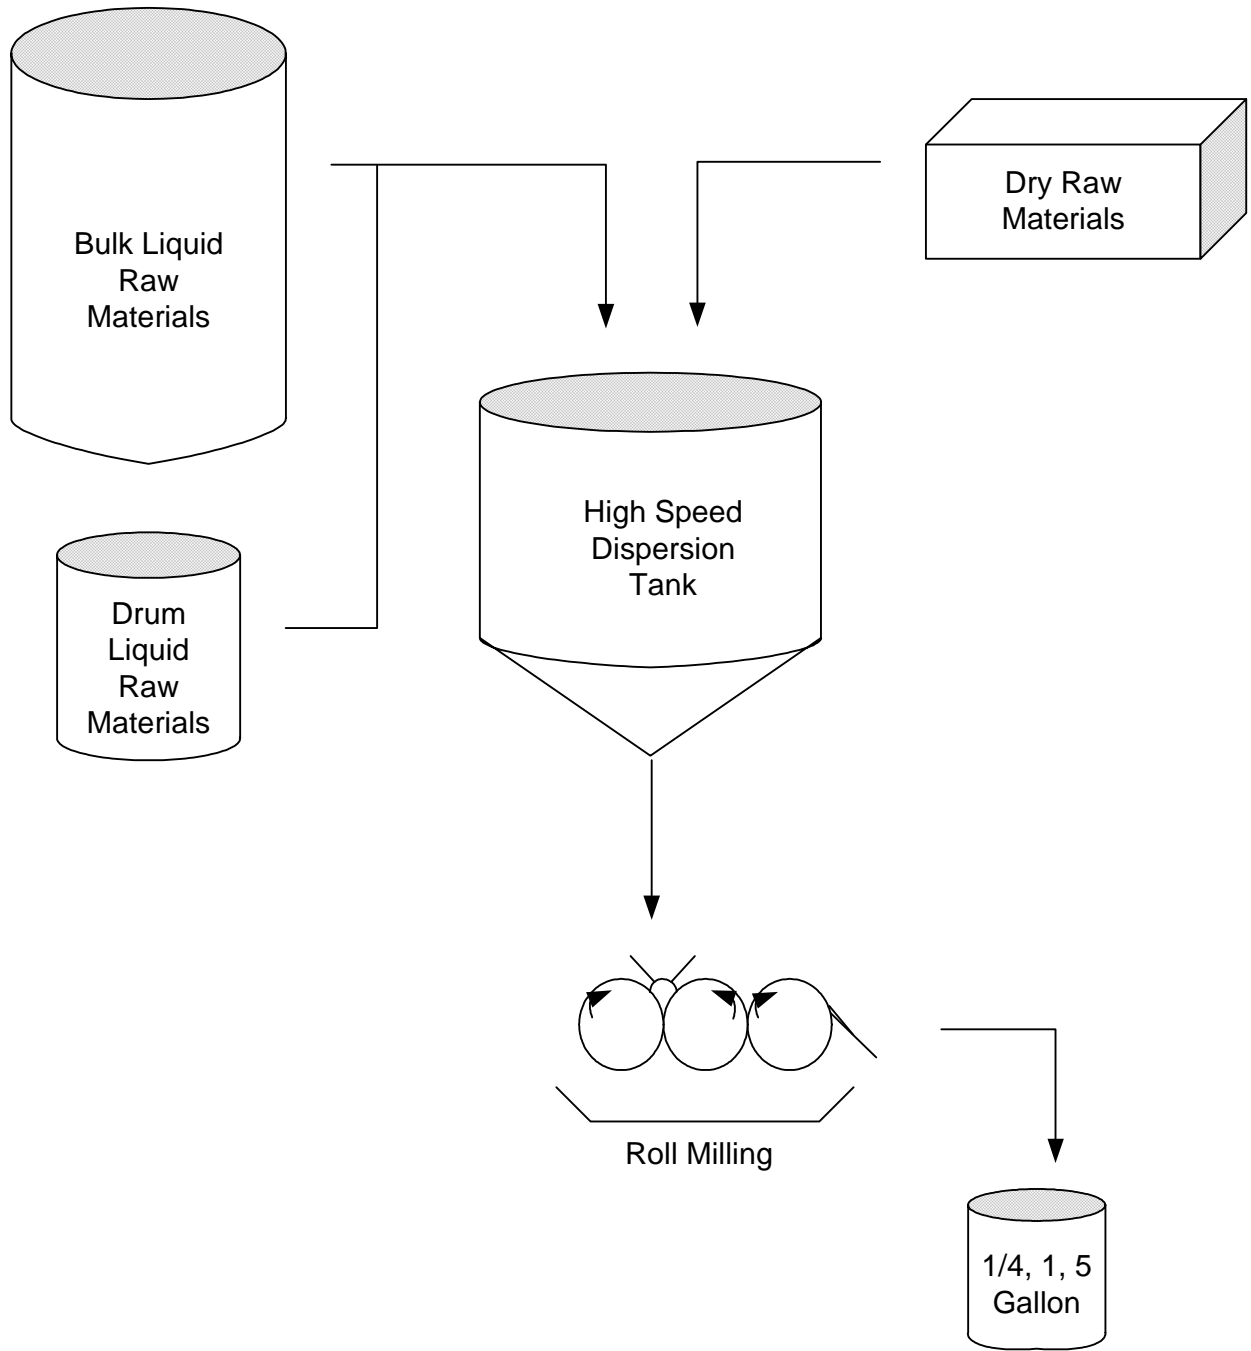 Bulk Liquid
Raw
Materials
Dry Raw
Materials
High Speed
Dispersion
Tank
Drum
Liquid
Raw
Materials
Roll Milling
1/4, 1, 5
Gallon